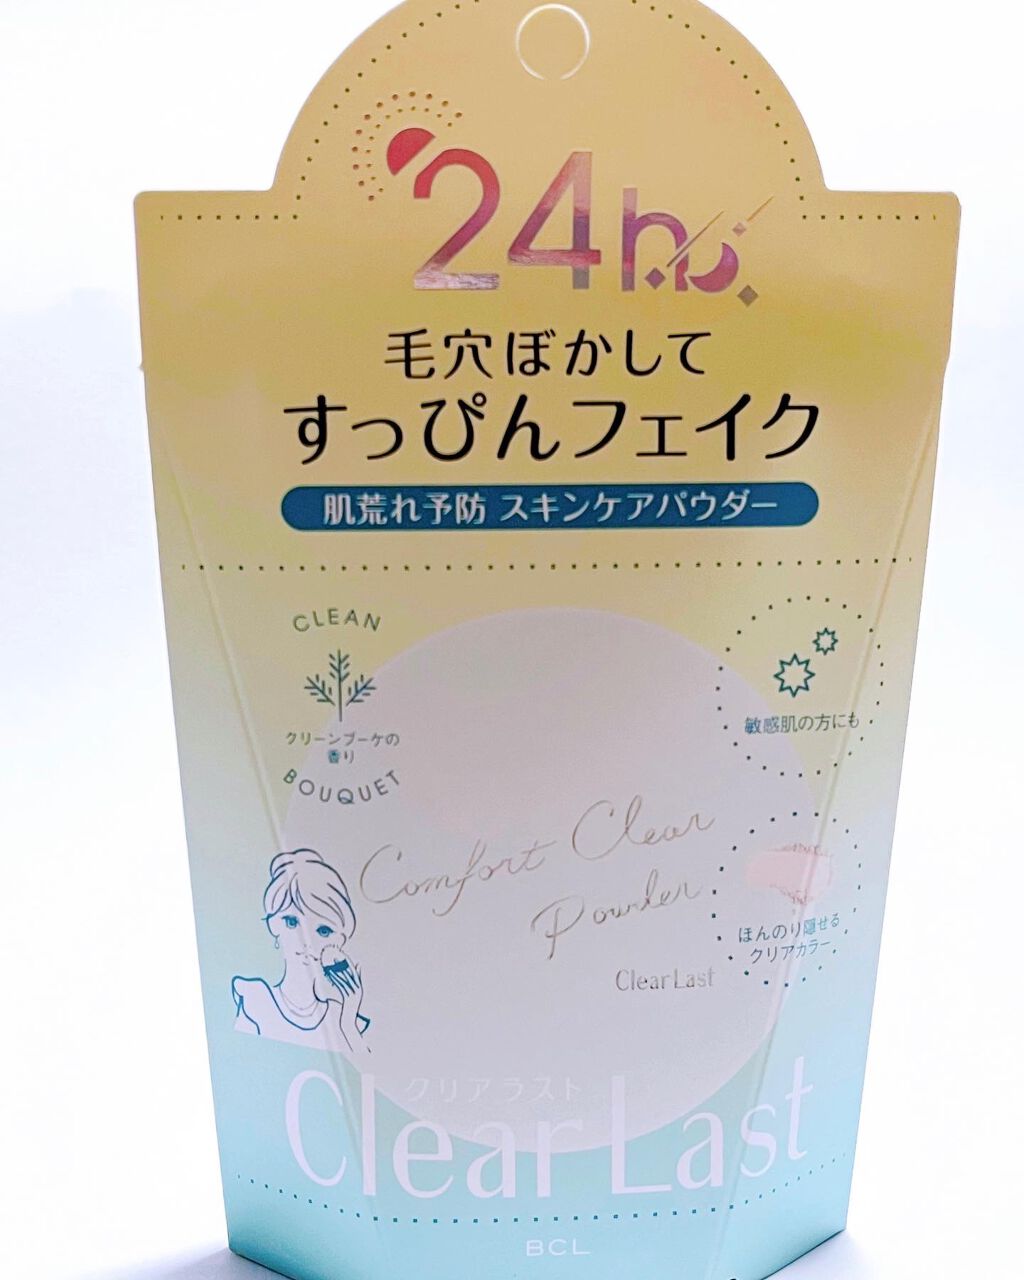 24h
毛穴ぼかして
すっぴんフェイク
肌荒れ予防 スキンケアパウダー
CLEAN
クリーンブーケの
香り
BOUQUET
敏感肌の方にも
Comfort Clear
Powder
ClearLast
ほんのり隠せる
クリアカラー
クリアラスト
Clear Last
BCL